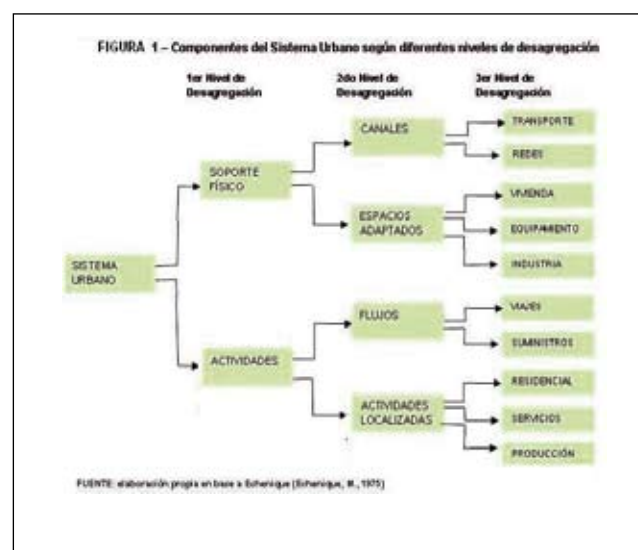 FIGURA 1 – Componentes del Sistema Urbano según diferentes niveles de desagregación
1er Nivel de
Desagregación
2do Nivel de
Desagregación
3er Nivel de
Desagregación
SISTEMA
URBANO
SOPORTE
FÍSICO
ACTIVIDADES
CANALES
ESPACIOS
ADAPTADOS
FLUJOS
ACTIVIDADES
LOCALIZADAS
TRANSPORTE
REDES
VIVIENDA
EQUIPAMIENTO
INDUSTRIA
VIAJES
SUMINISTROS
RESIDENCIAL
SERVICIOS
PRODUCCIÓN
FUENTE: elaboración propia en base a Echenique (Echenique, M., 1975)